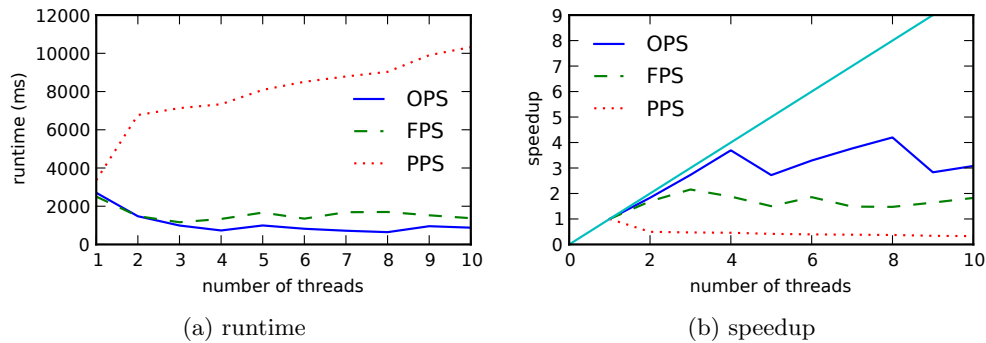 12000
10000
8000
6000
4000
2000
0
runtime (ms)
OPS
FPS
PPS
1 2 3 4 5 6 7 8 9 10
number of threads
(a) runtime
9
8
7
6
5
4
3
2
1
0
speedup
OPS
FPS
PPS
0 2 4 6 8 10
number of threads
(b) speedup